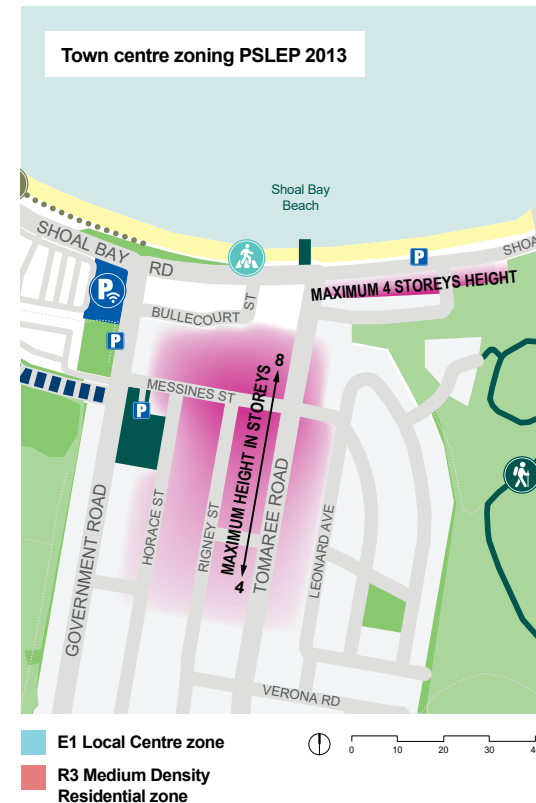 Town centre zoning PSLEP 2013
Shoal Bay
Beach
SHOAL BAY RD
P
SHOA
MAXIMUM 4 STOREYS HEIGHT
P
BULLECOURT ST
P
8
MESSINES ST
P
MAXIMUM HEIGHT IN STOREYS
4
GOVERNMENT ROAD
HORACE ST
RIGNEY ST
TOMAREE ROAD
LEONARD AVE
VERONA RD
E1 Local Centre zone
R3 Medium Density
Residential zone
0 10 20 30 4